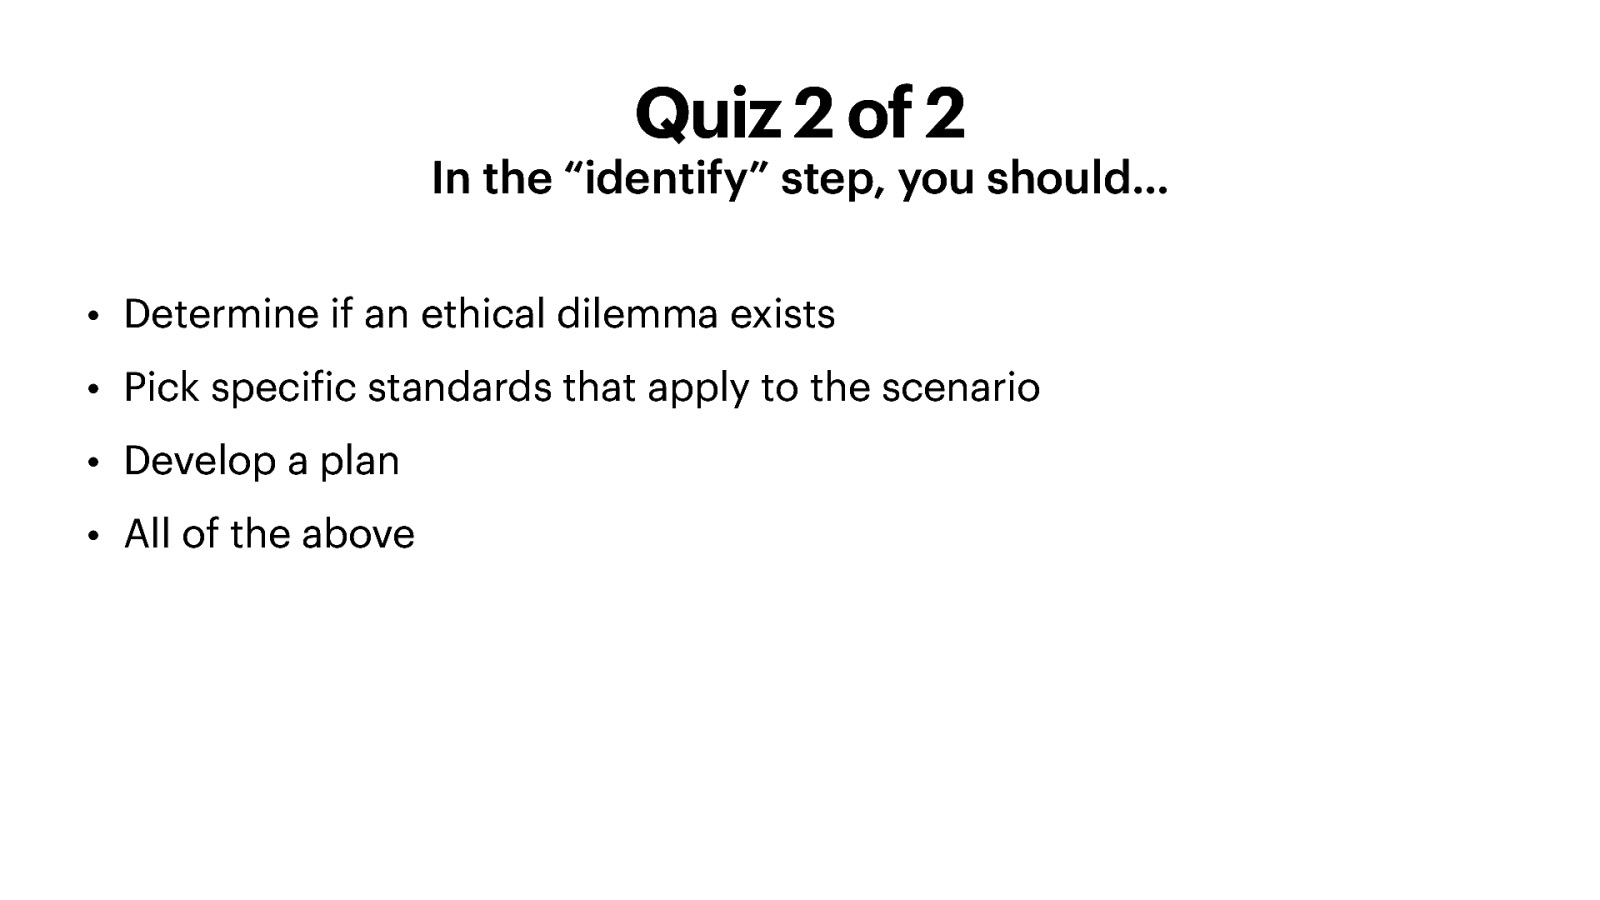 Quiz 2 of 2
In the “identify” step, you should...
• Determine if an ethical dilemma exists
• Pick specific standards that apply to the scenario
• Develop a plan
• All of the above